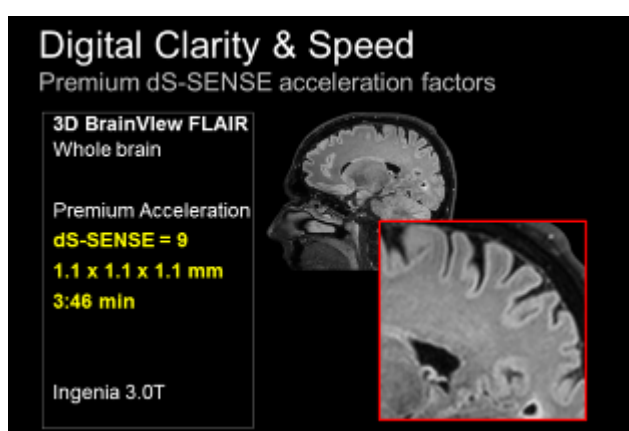 Digital Clarity & Speed
Premium dS-SENSE acceleration factors
3D BrainVIew FLAIR
Whole brain
Premium Acceleration
dS-SENSE = 9
1.1 x 1.1 x 1.1 mm
3:46 min
Ingenia 3.0T